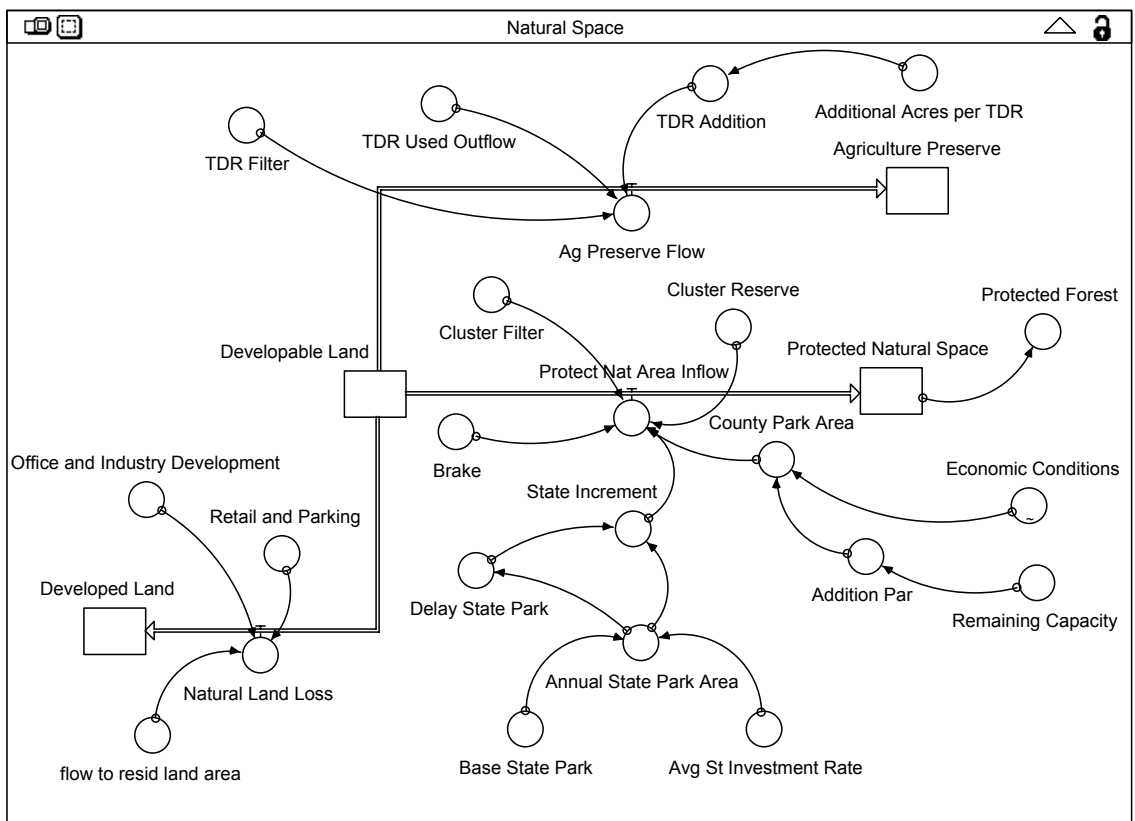 Natural Space
Additional Acres per TDR
TDR Addition
TDR Used Outflow
TDR Filter
Agriculture Preserve
Ag Preserve Flow
Cluster Reserve
Protected Forest
Cluster Filter
Developable Land
Protected Natural Space
Protect Nat Area Inflow
County Park Area
Brake
Office and Industry Development
Economic Conditions
State Increment
Retail and Parking
~
Developed Land
Delay State Park
Addition Par
Remaining Capacity
Natural Land Loss
Annual State Park Area
flow to resid land area
Base State Park
Avg St Investment Rate